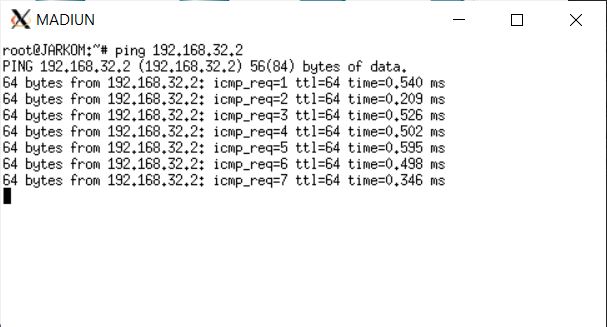 MADIUN
root@JARKOM:~# ping 192.168.32.2
PING 192.168.32.2 (192.168.32.2) 56(84) bytes of data.
64 bytes from 192.168.32.2: icmp_req=1 ttl=64 time=0.540 ms
64 bytes from 192.168.32.2: icmp_req=2 ttl=64 time=0.209 ms
64 bytes from 192.168.32.2: icmp_req=3 ttl=64 time=0.526 ms
64 bytes from 192.168.32.2: icmp_req=4 ttl=64 time=0.502 ms
64 bytes from 192.168.32.2: icmp_req=5 ttl=64 time=0.595 ms
64 bytes from 192.168.32.2: icmp_req=6 ttl=64 time=0.498 ms
64 bytes from 192.168.32.2: icmp_req=7 ttl=64 time=0.346 ms